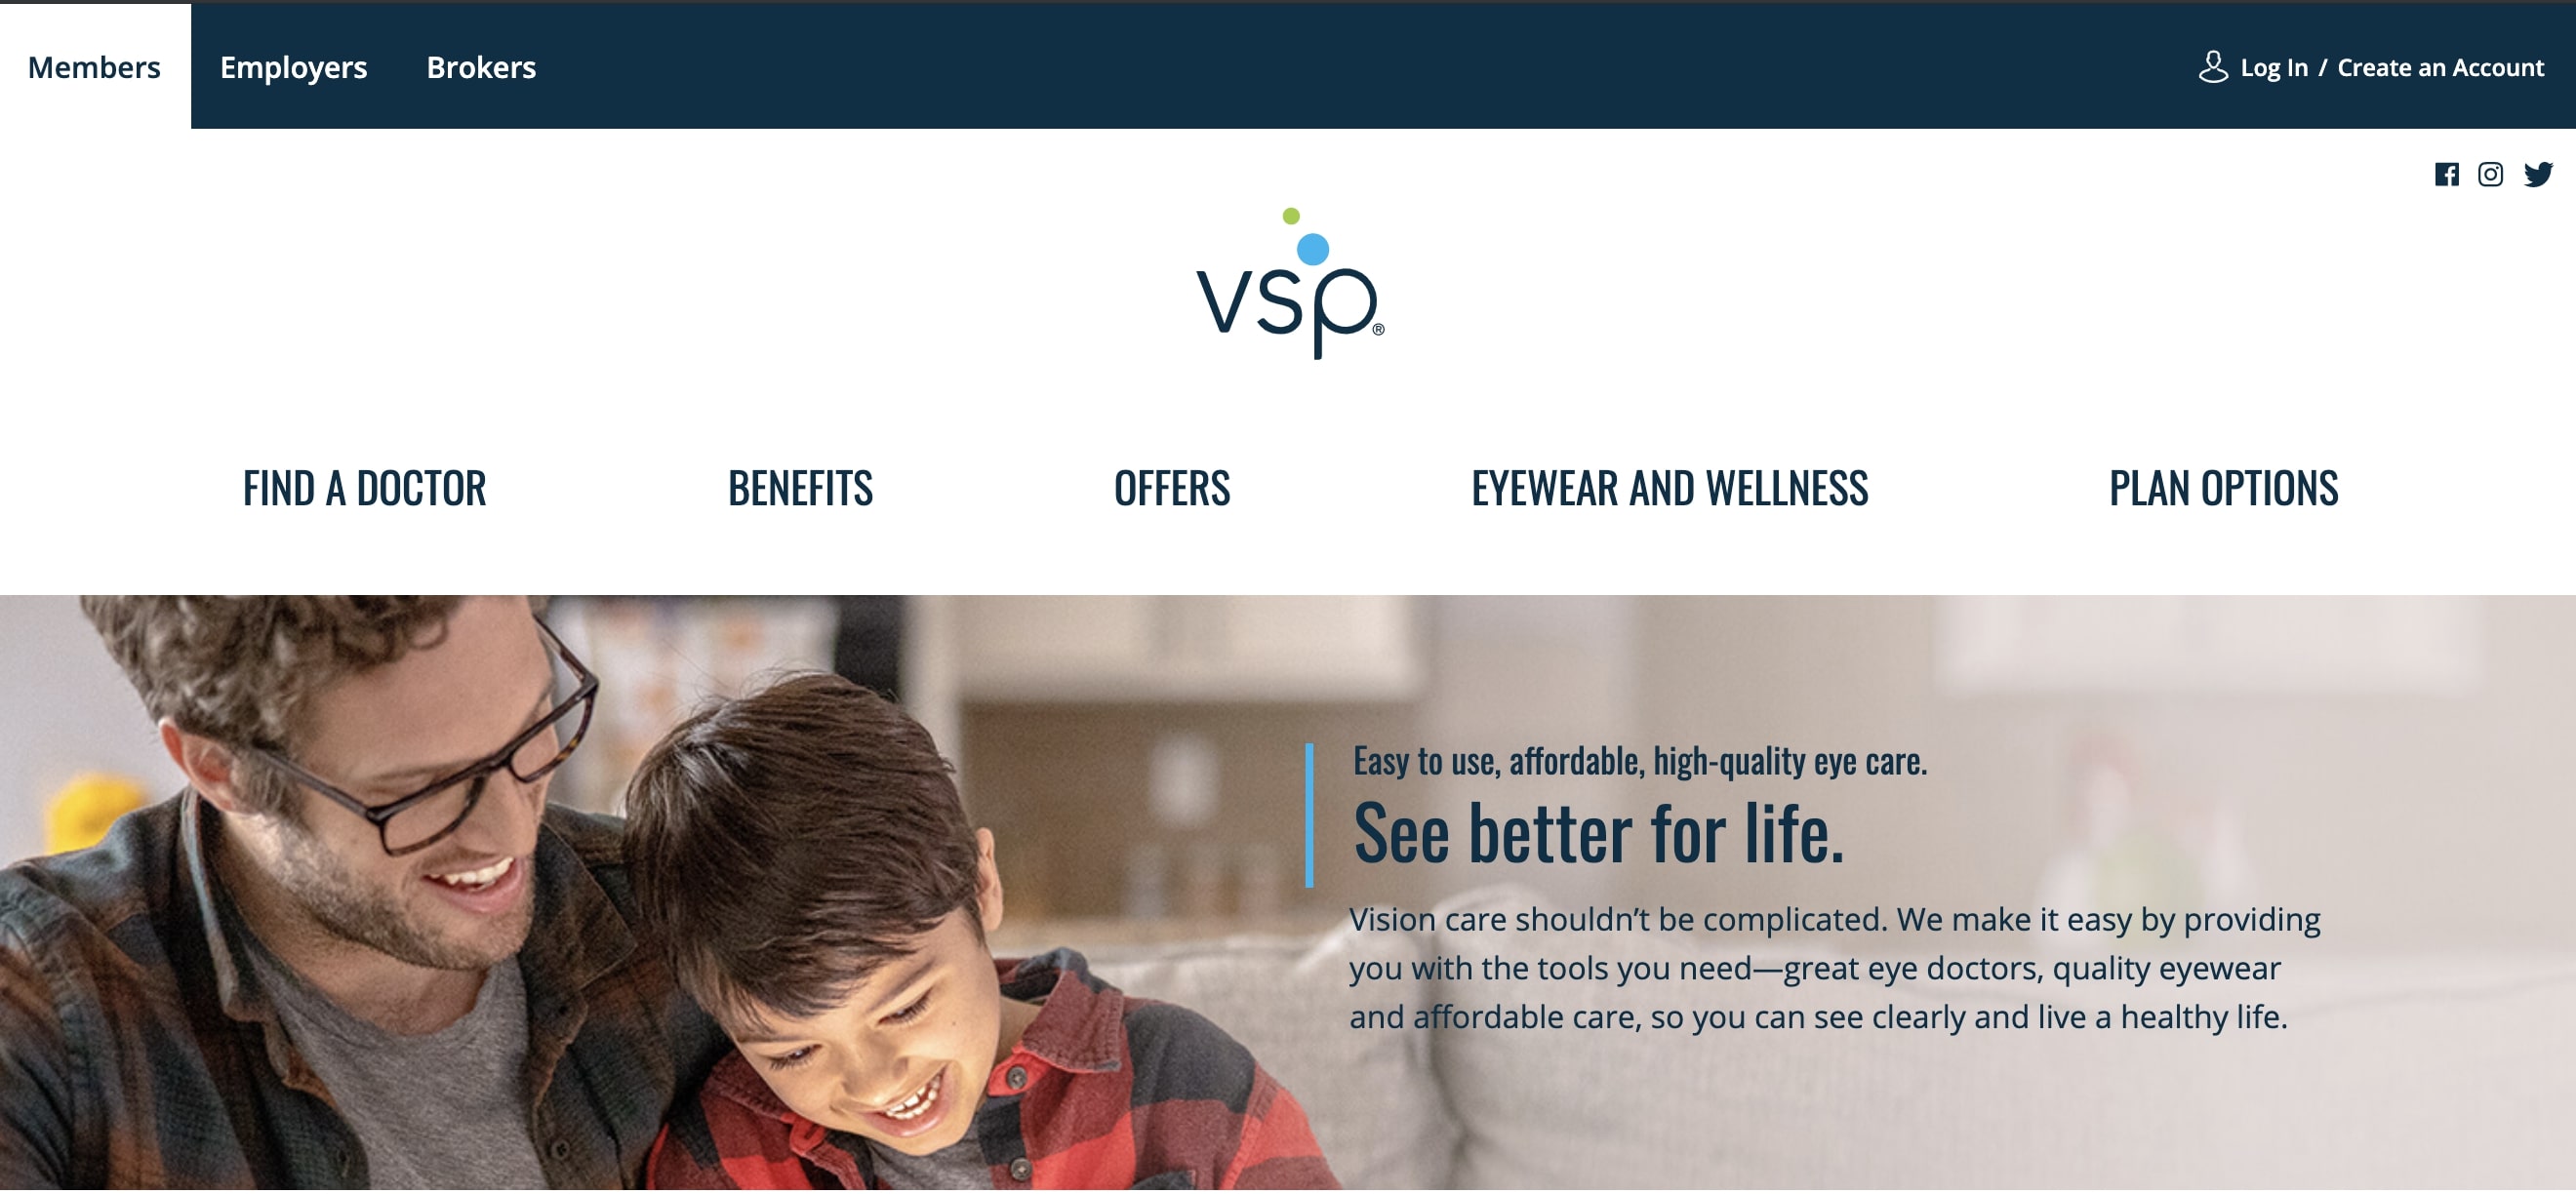 Members Employers Brokers Log In / Create an Account
vsp®
FIND A DOCTOR BENEFITS OFFERS EYEWEAR AND WELLNESS PLAN OPTIONS
Easy to use, affordable, high-quality eye care.
See better for life.
Vision care shouldn’t be complicated. We make it easy by providing
you with the tools you need—great eye doctors, quality eyewear
and affordable care, so you can see clearly and live a healthy life.